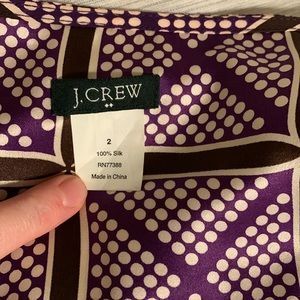 J.CREW
2
100% Silk
RN77388
Made in China